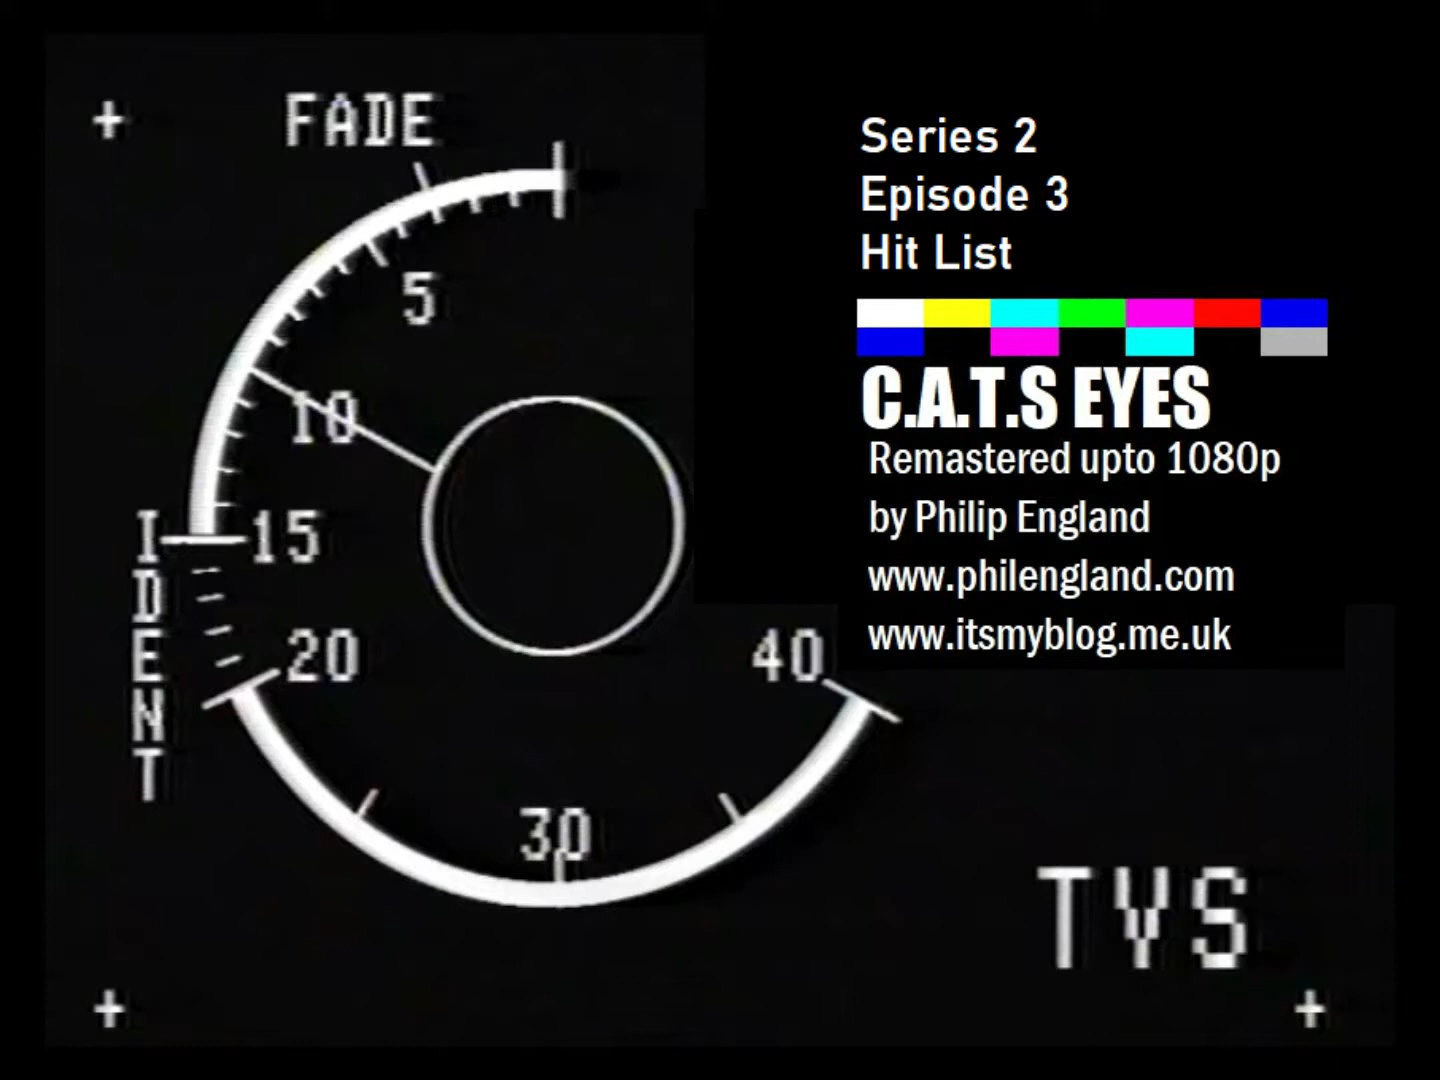 FADE
Series 2
Episode 3
Hit List
5
10
C.A.T.S EYES
Remastered upto 1080p
by Philip England
www.philengland.com
www.itsmyblog.me.uk
15
IDENT
20
40
30
TVS